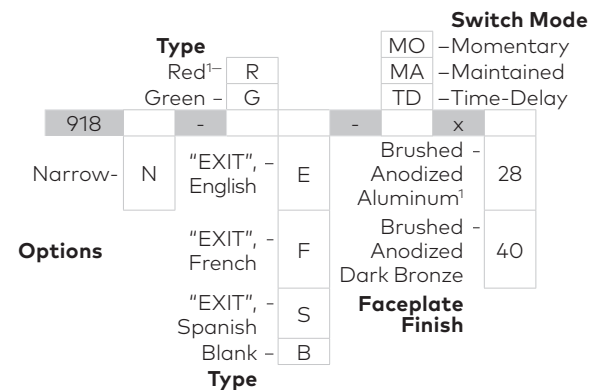 Switch Mode
Type
MO –Momentary
Red¹– R
MA –Maintained
Green – G
TD –Time-Delay
918 - - x
Narrow- N
"EXIT", –
English
E
Brushed -
Anodized
Aluminum¹
28
Options
"EXIT", -
French
F
Brushed -
Anodized
Dark Bronze
40
"EXIT", -
Spanish
S
Faceplate
Finish
Blank – B
Type